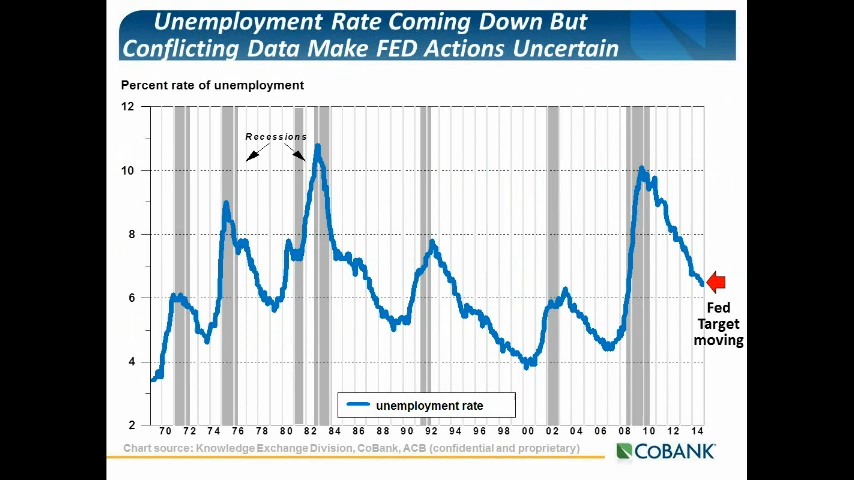 Unemployment Rate Coming Down But
Conflicting Data Make FED Actions Uncertain
Percent rate of unemployment
12
10
8
6
4
2
Recessions
Fed
Target
moving
unemployment rate
70 72 74 76 78 80 82 84 86 88 90 92 94 96 98 00 02 04 06 08 10 12 14
Chart source: Knowledge Exchange Division, CoBank, ACB (confidential and proprietary)
COBANK